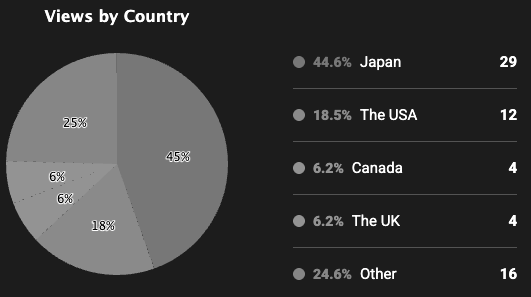 Views by Country
25%
45%
6%
6%
18%
44.6% Japan 29
18.5% The USA 12
6.2% Canada 4
6.2% The UK 4
24.6% Other 16